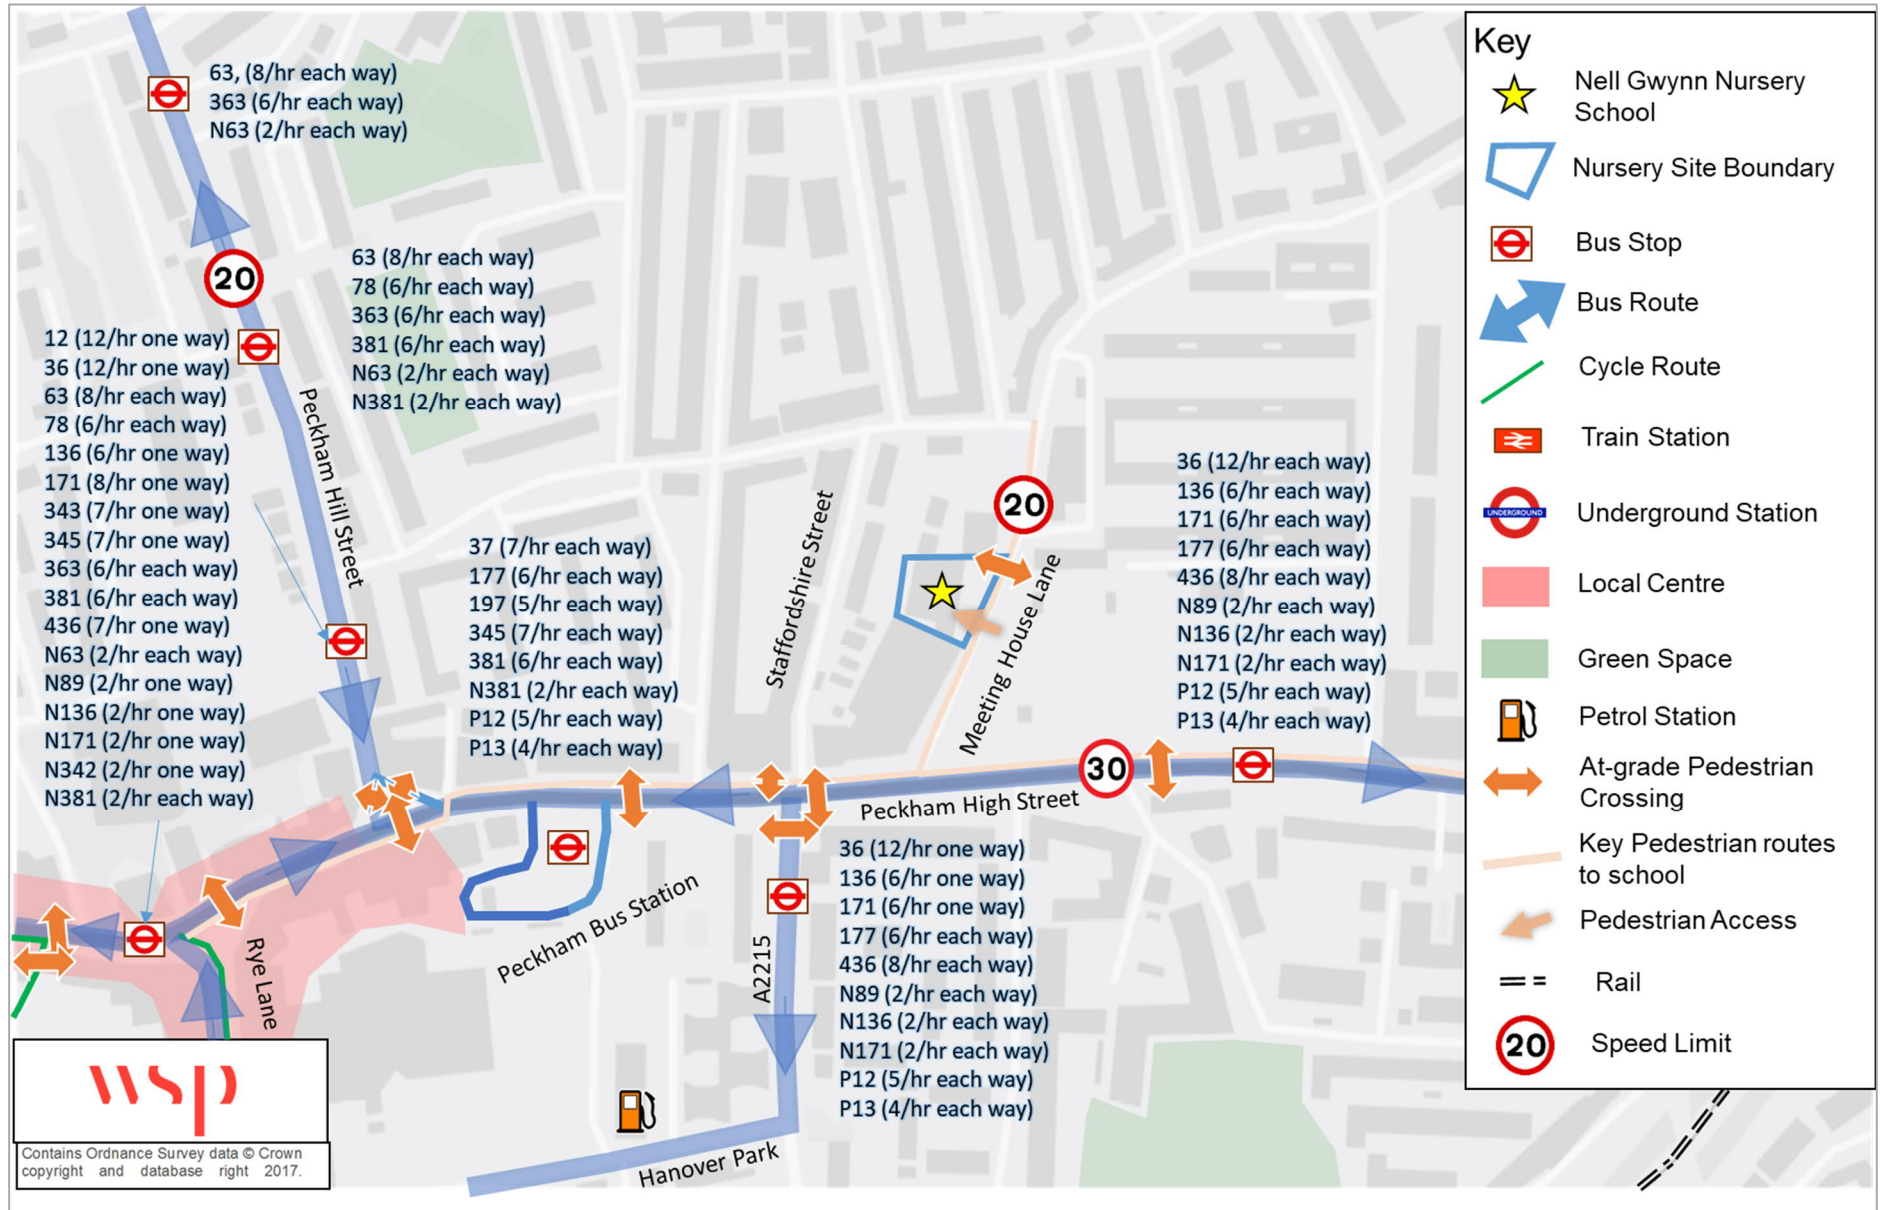 63, (8/hr each way)
363 (6/hr each way)
N63 (2/hr each way)
20
63 (8/hr each way)
78 (6/hr each way)
363 (6/hr each way)
381 (6/hr each way)
N63 (2/hr each way)
N381 (2/hr each way)
12 (12/hr one way)
36 (12/hr one way)
63 (8/hr each way)
78 (6/hr each way)
136 (6/hr one way)
171 (8/hr one way)
343 (7/hr one way)
345 (7/hr one way)
363 (6/hr each way)
381 (6/hr each way)
436 (7/hr one way)
N63 (2/hr each way)
N89 (2/hr one way)
N136 (2/hr one way)
N171 (2/hr one way)
N342 (2/hr one way)
N381 (2/hr each way)
Peckham Hill Street
37 (7/hr each way)
177 (6/hr each way)
197 (5/hr each way)
345 (7/hr each way)
381 (6/hr each way)
N381 (2/hr each way)
P12 (5/hr each way)
P13 (4/hr each way)
Staffordshire Street
20
Meeting House Lane
36 (12/hr each way)
136 (6/hr each way)
171 (6/hr each way)
177 (6/hr each way)
436 (8/hr each way)
N89 (2/hr each way)
N136 (2/hr each way)
N171 (2/hr each way)
P12 (5/hr each way)
P13 (4/hr each way)
30
Peckham High Street
36 (12/hr one way)
136 (6/hr one way)
171 (6/hr one way)
177 (6/hr each way)
436 (8/hr each way)
N89 (2/hr each way)
N136 (2/hr each way)
N171 (2/hr each way)
P12 (5/hr each way)
P13 (4/hr each way)
Peckham Bus Station
Rye Lane
A2215
Hanover Park
wsp
Contains Ordnance Survey data © Crown
copyright and database right 2017.
Key
Nell Gwynn Nursery
School
Nursery Site Boundary
Bus Stop
Bus Route
Cycle Route
Train Station
UNDERGROUND
Underground Station
Local Centre
Green Space
Petrol Station
At-grade Pedestrian
Crossing
Key Pedestrian routes
to school
Pedestrian Access
Rail
20
Speed Limit